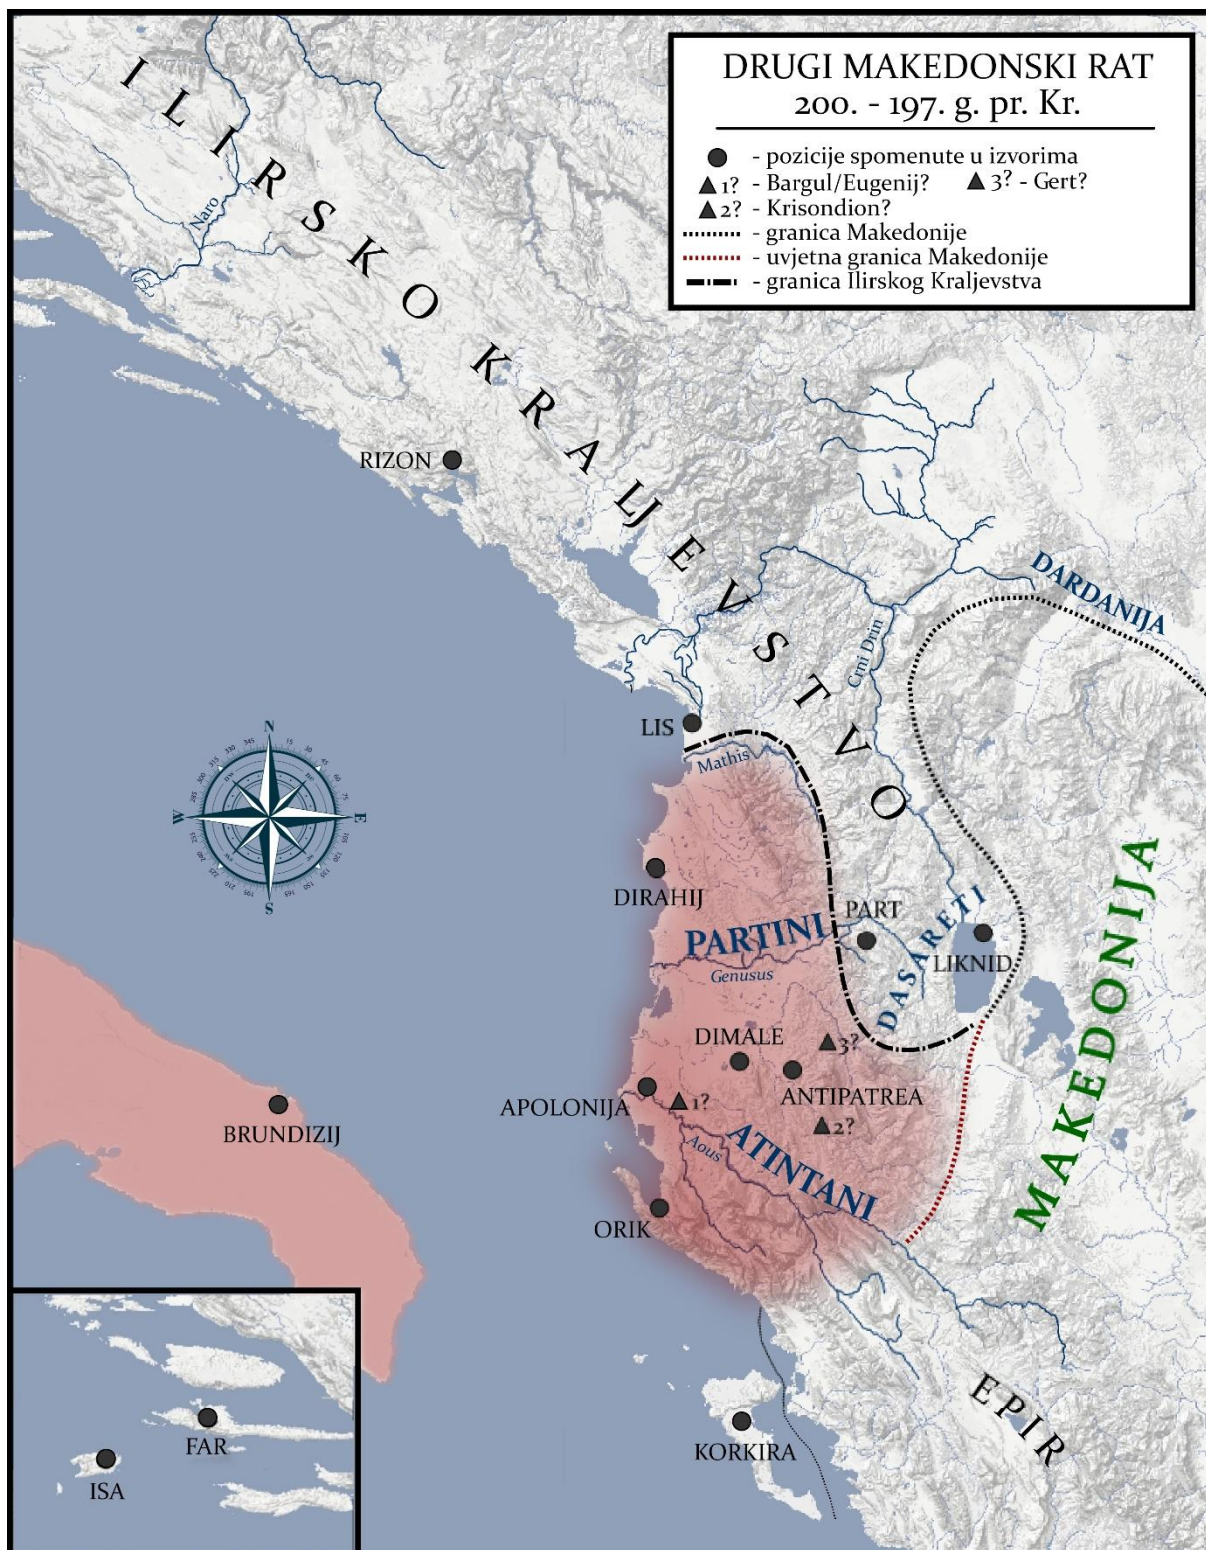 DRUGI MAKEDONSKI RAT
200. - 197. g. pr. Kr.
- pozicije spomenute u izvorima
1? - Bargul/Eugenij? 3? - Gert?
2? - Krisondion?
- granica Makedonije
- uvjetna granica Makedonije
- granica Ilirskog Kraljevstva
ILIRSKO KRALJEVSTVO
Naro
RIZON
DARDANIJA
Crni Drin
LIS
Mathis
N
E
S
W
DIRAHIJ
PARTINI
PART
Genusus
DASARETI
LIKNID
MAKEDONIJA
DIMALE
3?
ANTIPATREA
APOLONIJA
1?
2?
BRUNDIZIJ
Aous
ATINTANI
ORIK
EPIR
KORKIRA
FAR
ISA